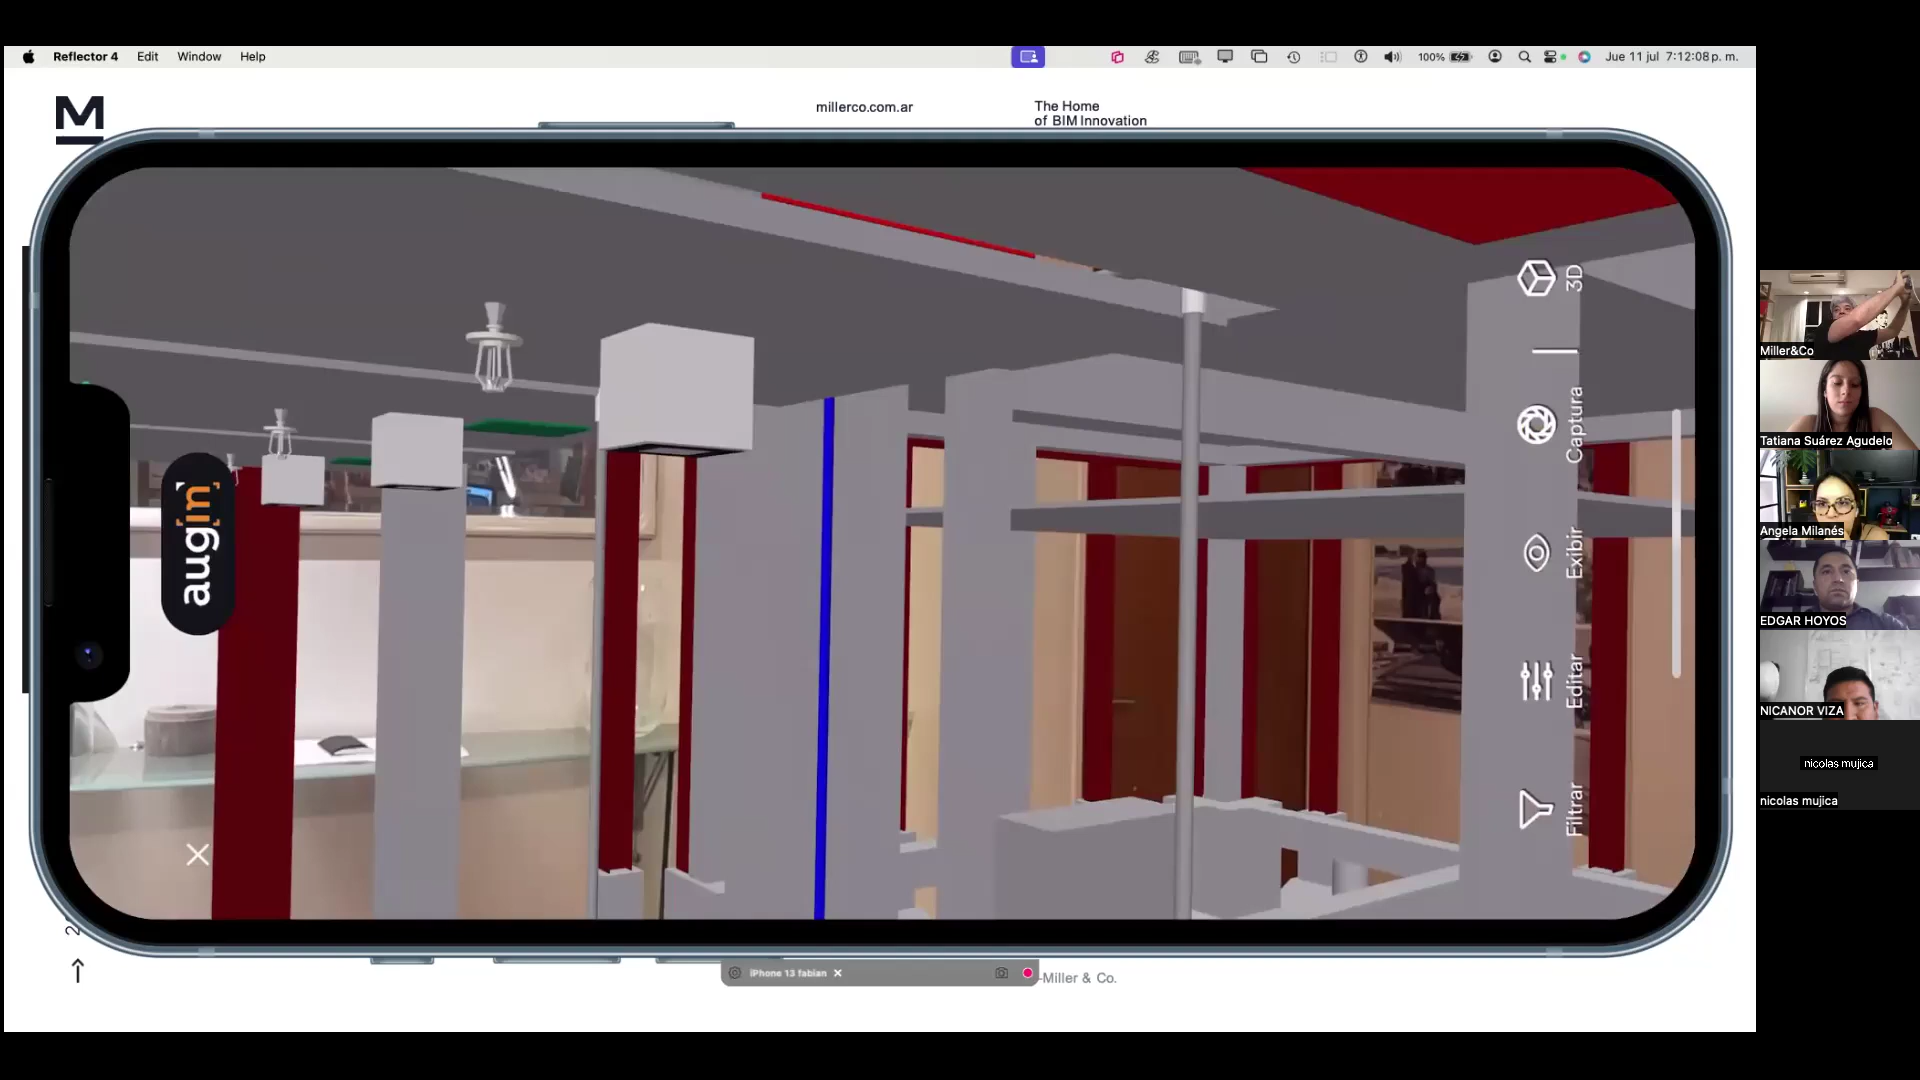 Reflector 4 Edit Window Help
100% Jue 11 jul 7:12:08 p. m.
M
millerco.com.ar
The Home
of BIM Innovation
augin
3D
Captura
Exibir
Editar
Filtrar
iPhone 13 fabian
-Miller & Co.
2
Miller&Co
Tatiana Suárez Agudelo
Angela Milanés
EDGAR HOYOS
NICANOR VIZA
nicolas mujica
nicolas mujica